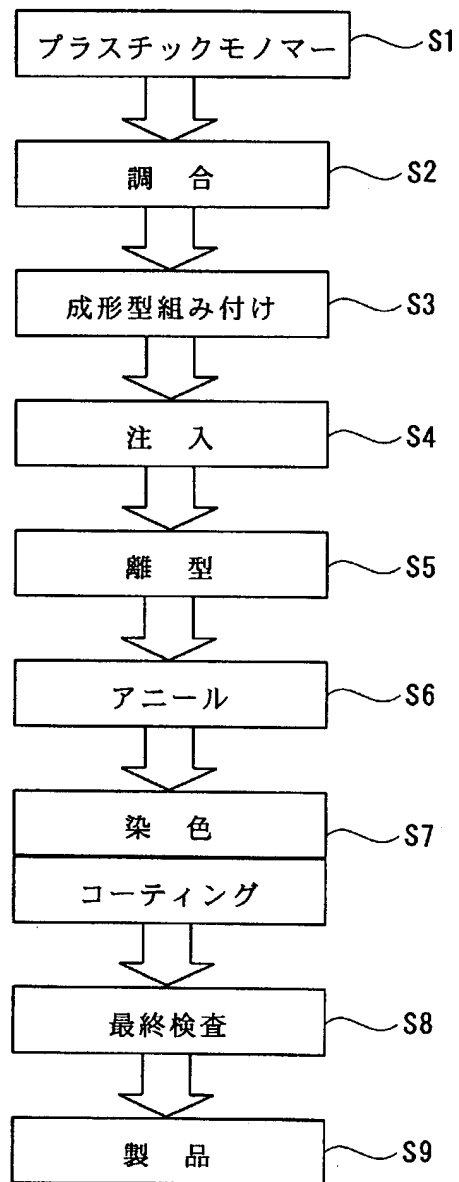 プラスチックモノマー S1
調 合 S2
成形型組み付け S3
注 入 S4
離 型 S5
アニール S6
染 色 S7
コーティング
最終検査 S8
製 品 S9